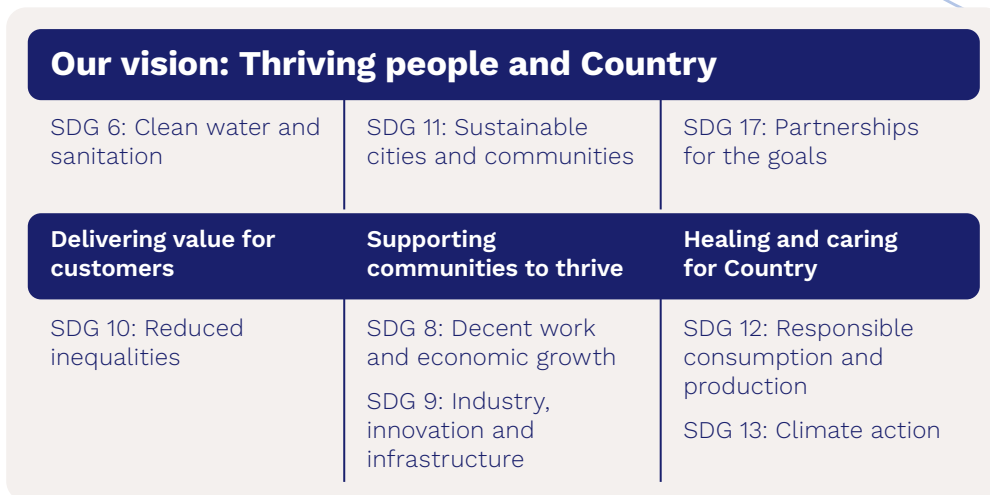 Our vision: Thriving people and Country
SDG 6: Clean water and
sanitation
SDG 11: Sustainable
cities and communities
SDG 17: Partnerships
for the goals
Delivering value for
customers
Supporting
communities to thrive
Healing and caring
for Country
SDG 10: Reduced
inequalities
SDG 8: Decent work
and economic growth
SDG 9: Industry,
innovation and
infrastructure
SDG 12: Responsible
consumption and
production
SDG 13: Climate action